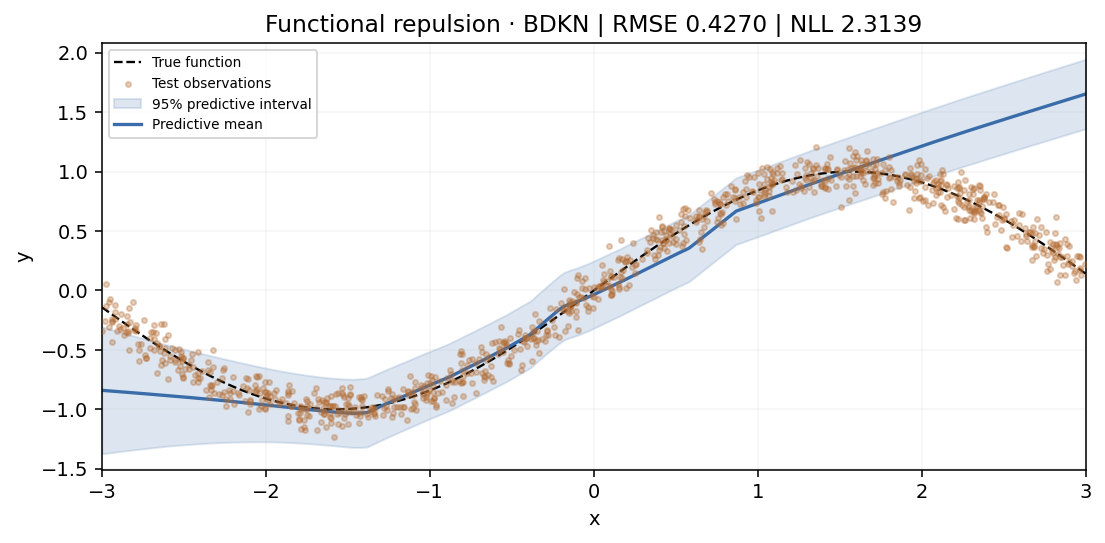 Functional repulsion · BDKN | RMSE 0.4270 | NLL 2.3139
True function
Test observations
95% predictive interval
Predictive mean
2.0
1.5
1.0
0.5
0.0
−0.5
−1.0
−1.5
y
−3
−2
−1
0
1
2
3
x